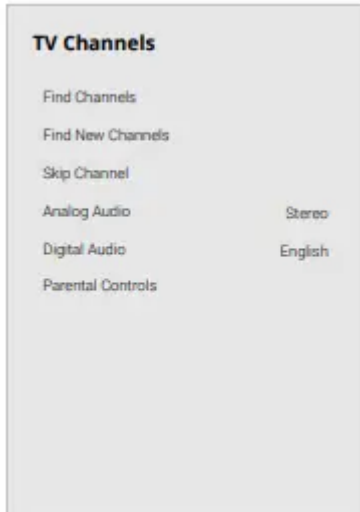 TV Channels
Find Channels
Find New Channels
Skip Channel
Analog Audio Stereo
Digital Audio English
Parental Controls